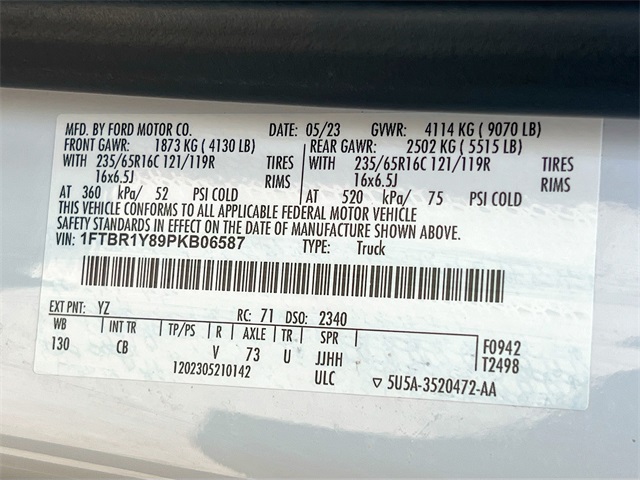 MFD. BY FORD MOTOR CO. DATE: 05/23 GVWR: 4114 KG ( 9070 LB)
FRONT GAWR: 1873 KG ( 4130 LB) REAR GAWR: 2502 KG ( 5515 LB)
WITH 235/65R16C 121/119R TIRES WITH 235/65R16C 121/119R TIRES
16x6.5J RIMS 16x6.5J RIMS
AT 360 kPa/ 52 PSI COLD AT 520 kPa/ 75 PSI COLD
THIS VEHICLE CONFORMS TO ALL APPLICABLE FEDERAL MOTOR VEHICLE
SAFETY STANDARDS IN EFFECT ON THE DATE OF MANUFACTURE SHOWN ABOVE.
VIN: 1FTBR1Y89PKB06587 TYPE: Truck
EXT PNT: YZ RC: 71 DSO: 2340
WB INT TR TP/PS R AXLE TR SPR F0942
130 CB V 73 U JJHH T2498
1202305210142 ULC ▽ 5U5A-3520472-AA